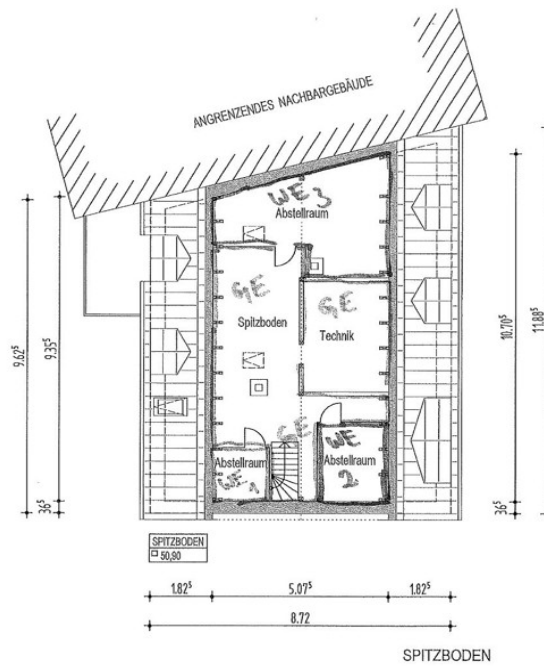 ANGRENZENDES NACHBARGEBÄUDE
WE 3
Abstellraum
GE
Spitzboden
GE
Technik
GE
Abstellraum
WE 1
WE
Abstellraum
2
9.62⁵
9.35⁵
36⁵
10.70⁵
11.88⁵
36⁵
SPITZBODEN
50,90
1.82⁵
5.07⁵
1.82⁵
8.72
SPITZBODEN